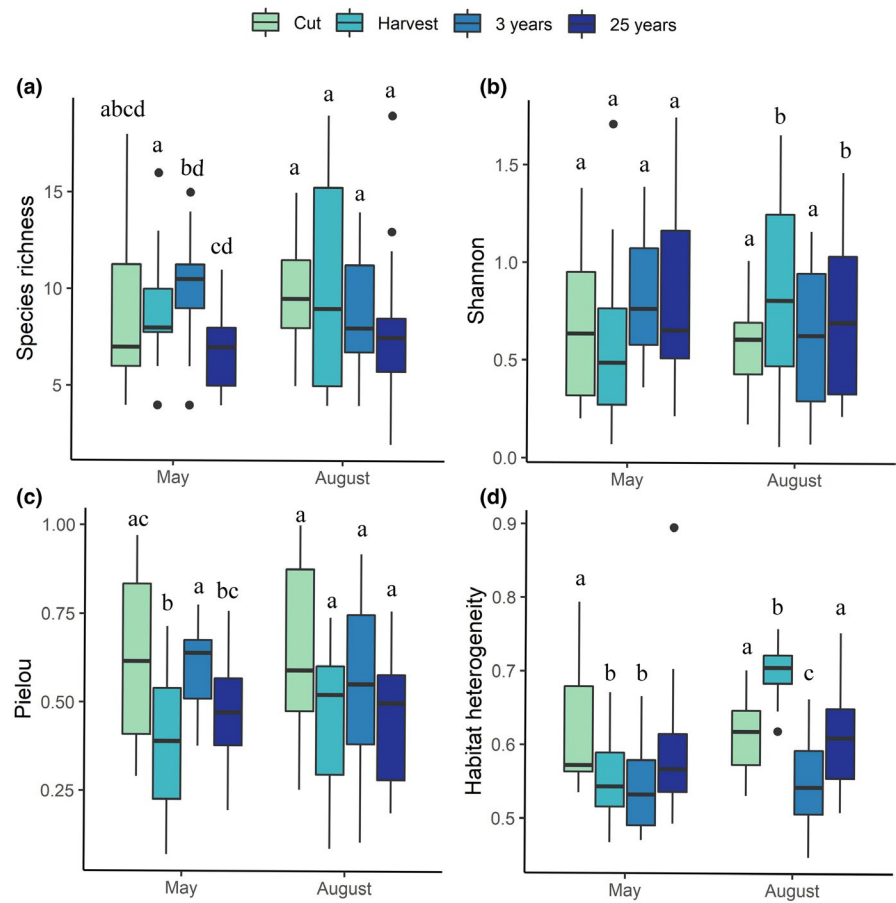 Cut Harvest 3 years 25 years
(a)
Species richness
15
10
5
abcd
a
bd
cd
a
a
a
a
May August
(b)
Shannon
1.5
1.0
0.5
0.0
a
a
a
a
a
b
a
b
May August
(c)
Pielou
1.00
0.75
0.50
0.25
ac
b
a
bc
a
a
a
a
May August
(d)
Habitat heterogeneity
0.9
0.8
0.7
0.6
0.5
a
b
b
a
b
c
a
May August